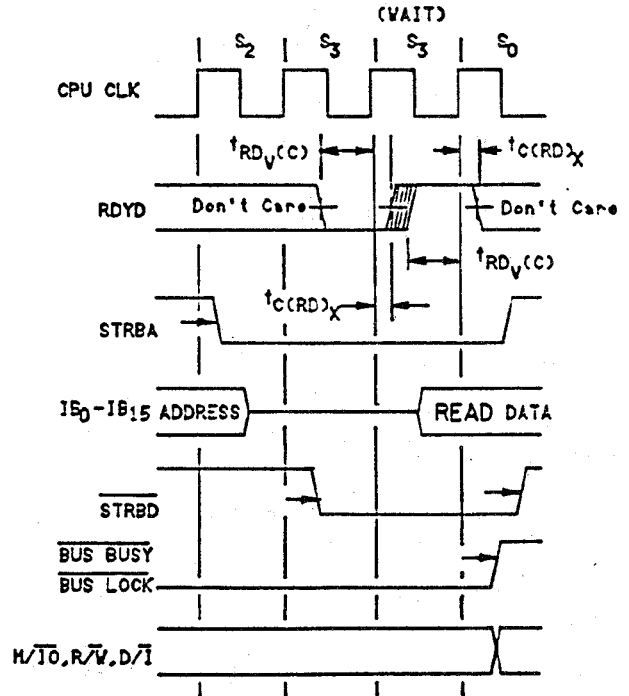 (WAIT)
S2 S3 S3 S0
CPU CLK
tRDV(C) tC(RD)X
RDYD Don't Care Don't Care
tRDV(C)
tC(RD)X
STRBA
IB0-IB15 ADDRESS READ DATA
STRBD
BUS BUSY
BUS LOCK
M/IO,R/W,D/I